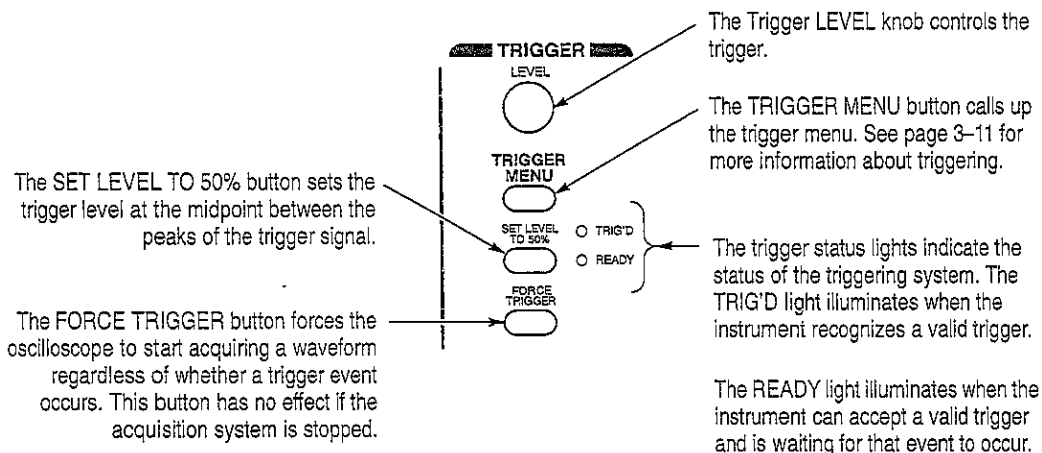 The Trigger LEVEL knob controls the
trigger.
TRIGGER
LEVEL
The TRIGGER MENU button calls up
the trigger menu. See page 3–11 for
more information about triggering.
TRIGGER
MENU
The SET LEVEL TO 50% button sets the
trigger level at the midpoint between the
peaks of the trigger signal.
SET LEVEL
TO 50%
TRIG'D
READY
The trigger status lights indicate the
status of the triggering system. The
TRIG'D light illuminates when the
instrument recognizes a valid trigger.
FORCE
TRIGGER
The FORCE TRIGGER button forces the
oscilloscope to start acquiring a waveform
regardless of whether a trigger event
occurs. This button has no effect if the
acquisition system is stopped.
The READY light illuminates when the
instrument can accept a valid trigger
and is waiting for that event to occur.